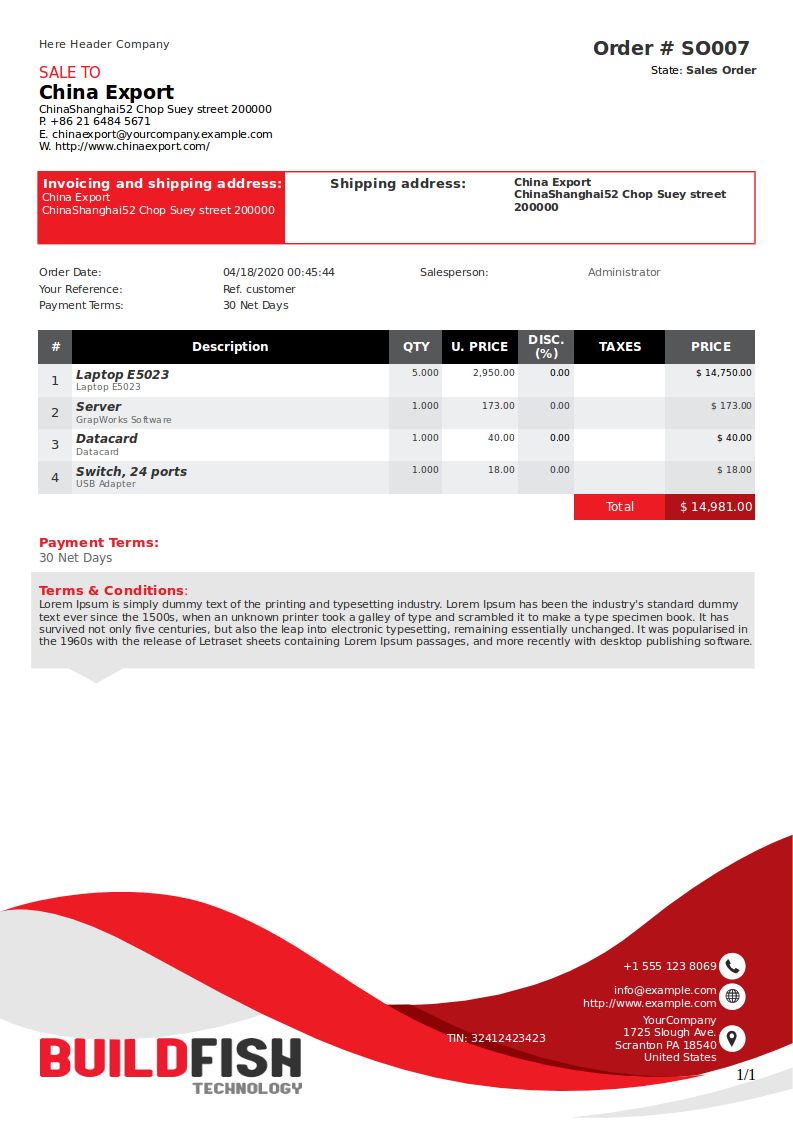 Here Header Company
Order # SO007
State: Sales Order
SALE TO
China Export
ChinaShanghai52 Chop Suey street 200000
P. +86 21 6484 5671
E. chinaexport@yourcompany.example.com
W. http://www.chinaexport.com/
Invoicing and shipping address:
China Export
ChinaShanghai52 Chop Suey street 200000
Shipping address:
China Export
ChinaShanghai52 Chop Suey street
200000
Order Date: 04/18/2020 00:45:44 Salesperson: Administrator
Your Reference: Ref. customer
Payment Terms: 30 Net Days
# Description QTY U. PRICE DISC. (%) TAXES PRICE
1 Laptop E5023 5.000 2,950.00 0.00 $ 14,750.00
Laptop E5023
2 Server 1.000 173.00 0.00 $ 173.00
GrapWorks Software
3 Datacard 1.000 40.00 0.00 $ 40.00
Datacard
4 Switch, 24 ports 1.000 18.00 0.00 $ 18.00
USB Adapter
Total $ 14,981.00
Payment Terms:
30 Net Days
Terms & Conditions:
Lorem Ipsum is simply dummy text of the printing and typesetting industry. Lorem Ipsum has been the industry's standard dummy
text ever since the 1500s, when an unknown printer took a galley of type and scrambled it to make a type specimen book. It has
survived not only five centuries, but also the leap into electronic typesetting, remaining essentially unchanged. It was popularised in
the 1960s with the release of Letraset sheets containing Lorem Ipsum passages, and more recently with desktop publishing software.
+1 555 123 8069
info@example.com
http://www.example.com
YourCompany
1725 Slough Ave.
Scranton PA 18540
United States
TIN: 32412423423
BUILDFISH
TECHNOLOGY
1/1